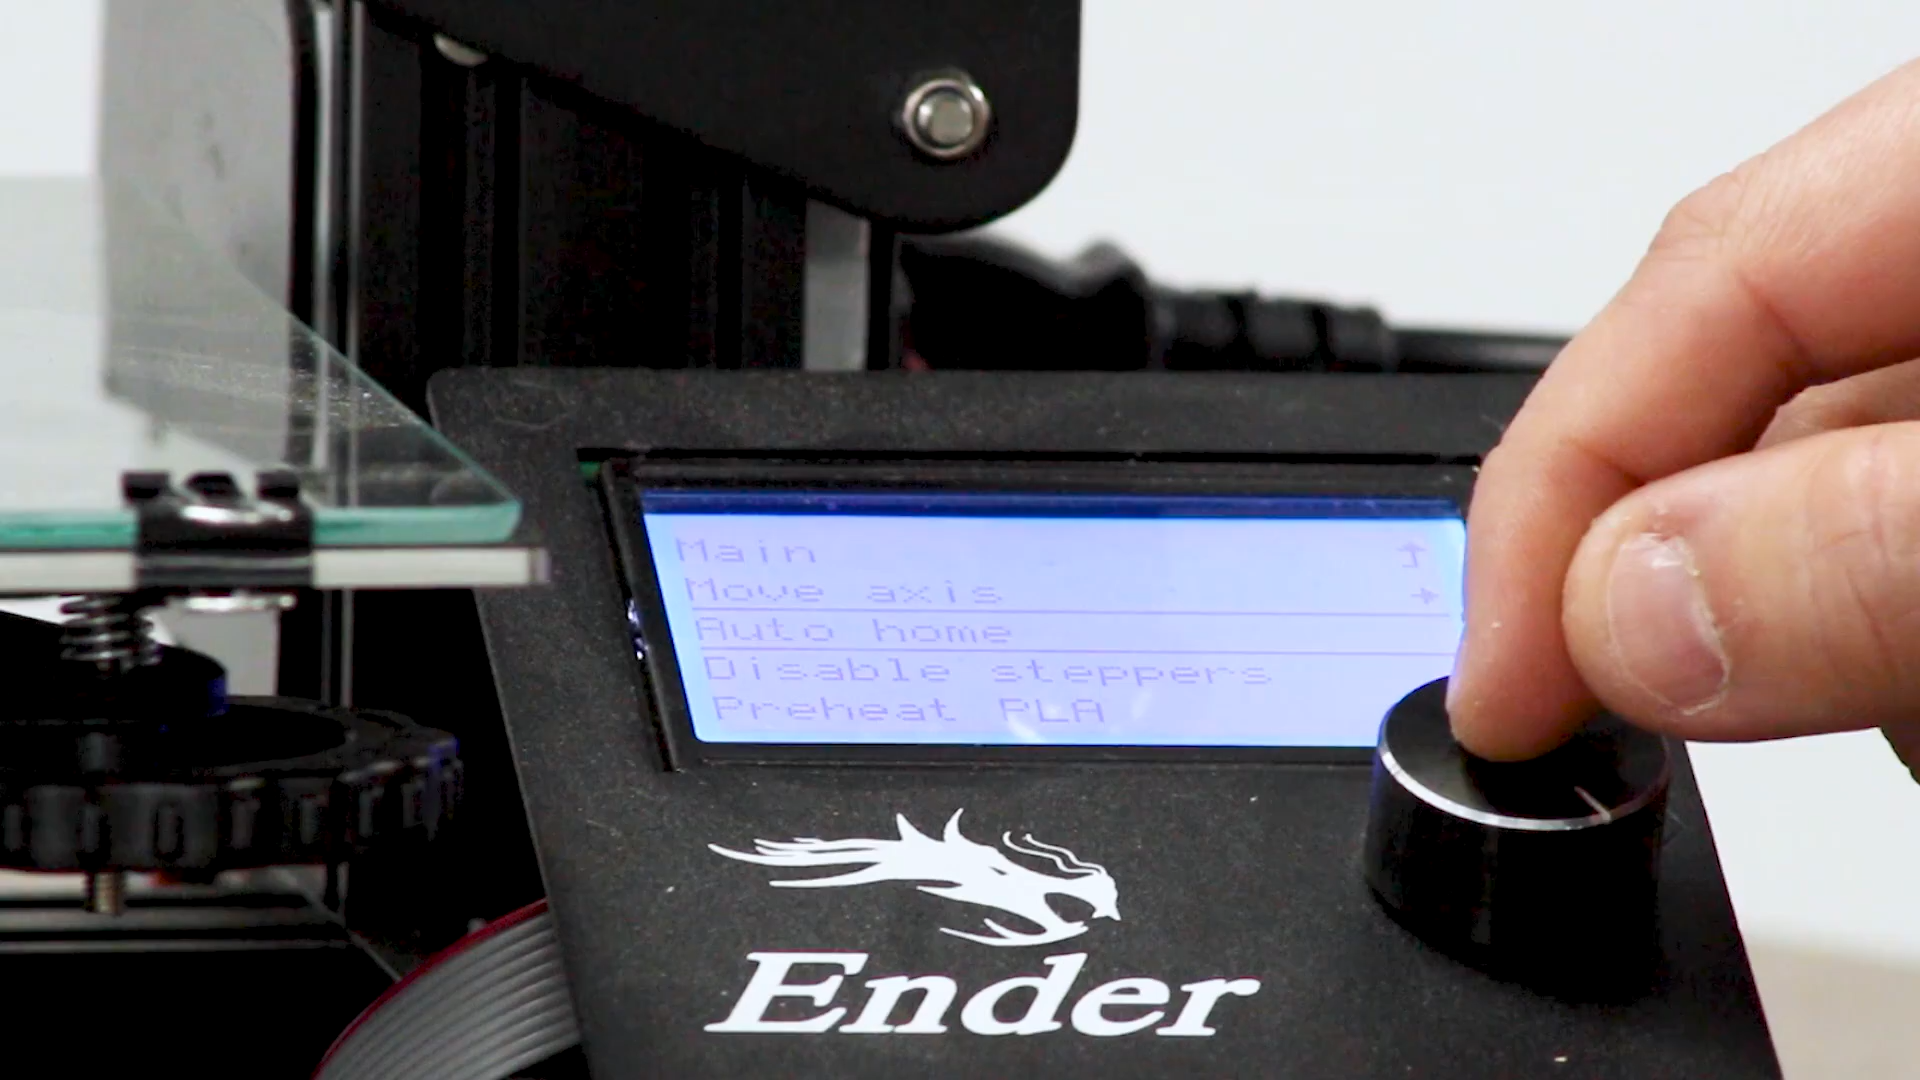 Main
Move axis
Auto home
Disable steppers
Preheat PLA
Ender